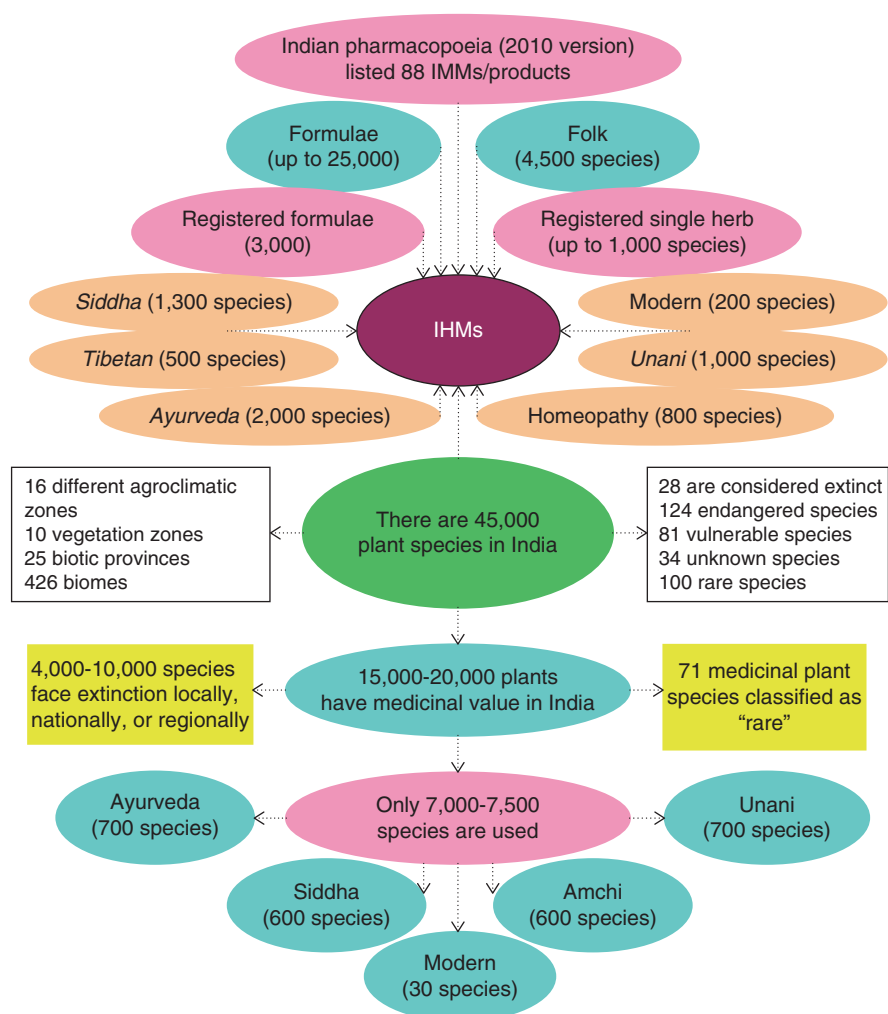 Indian pharmacopoeia (2010 version)
listed 88 IMMs/products
Formulae
(up to 25,000)
Folk
(4,500 species)
Registered formulae
(3,000)
Registered single herb
(up to 1,000 species)
Siddha (1,300 species)
Modern (200 species)
IHMs
Tibetan (500 species)
Unani (1,000 species)
Ayurveda (2,000 species)
Homeopathy (800 species)
16 different agroclimatic
zones
10 vegetation zones
25 biotic provinces
426 biomes
There are 45,000
plant species in India
28 are considered extinct
124 endangered species
81 vulnerable species
34 unknown species
100 rare species
4,000-10,000 species
face extinction locally,
nationally, or regionally
15,000-20,000 plants
have medicinal value in India
71 medicinal plant
species classified as
“rare”
Ayurveda
(700 species)
Only 7,000-7,500
species are used
Unani
(700 species)
Siddha
(600 species)
Amchi
(600 species)
Modern
(30 species)